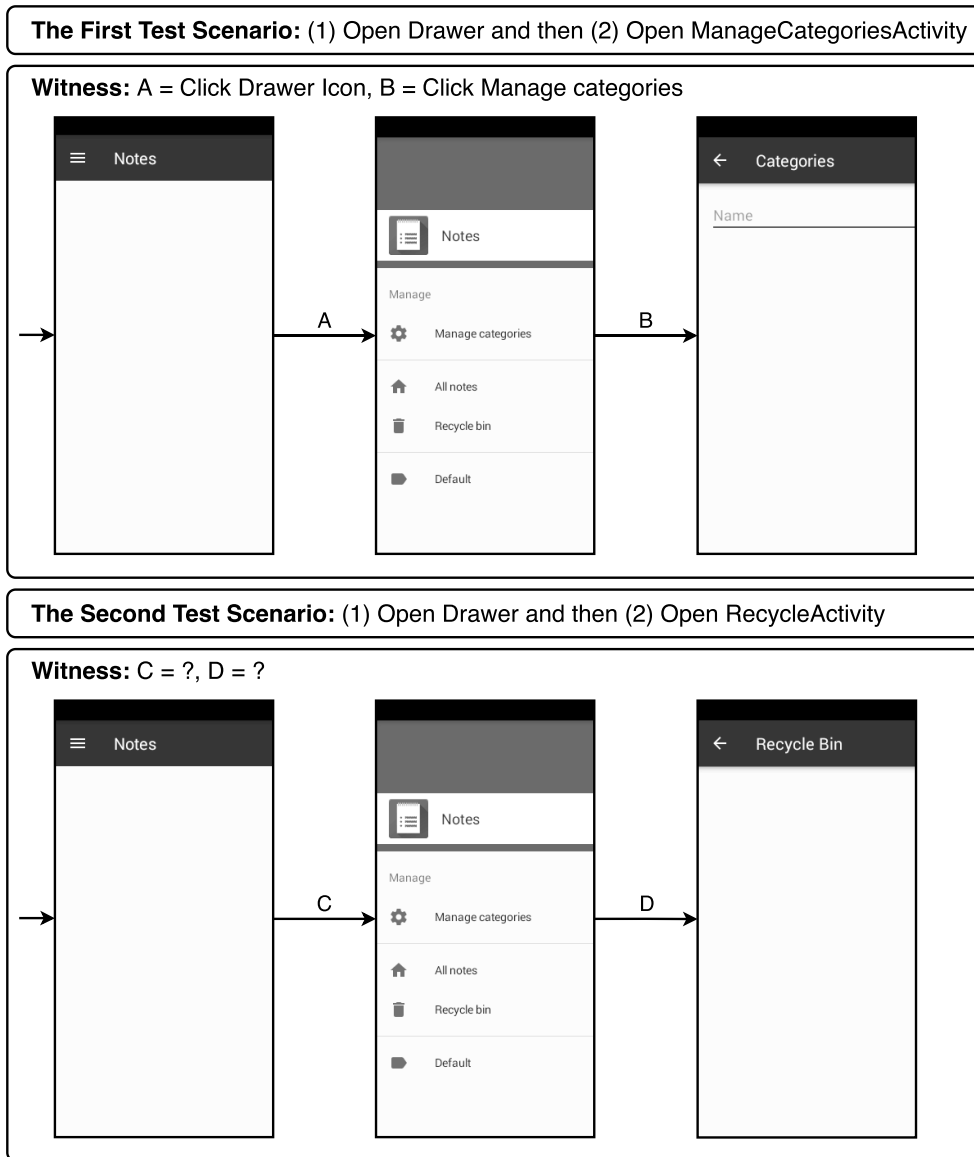 The First Test Scenario: (1) Open Drawer and then (2) Open ManageCategoriesActivity
Witness: A = Click Drawer Icon, B = Click Manage categories
Notes
A
Notes
Manage
Manage categories
All notes
Recycle bin
Default
B
Categories
Name
The Second Test Scenario: (1) Open Drawer and then (2) Open RecycleActivity
Witness: C = ?, D = ?
Notes
C
Notes
Manage
Manage categories
All notes
Recycle bin
Default
D
Recycle Bin